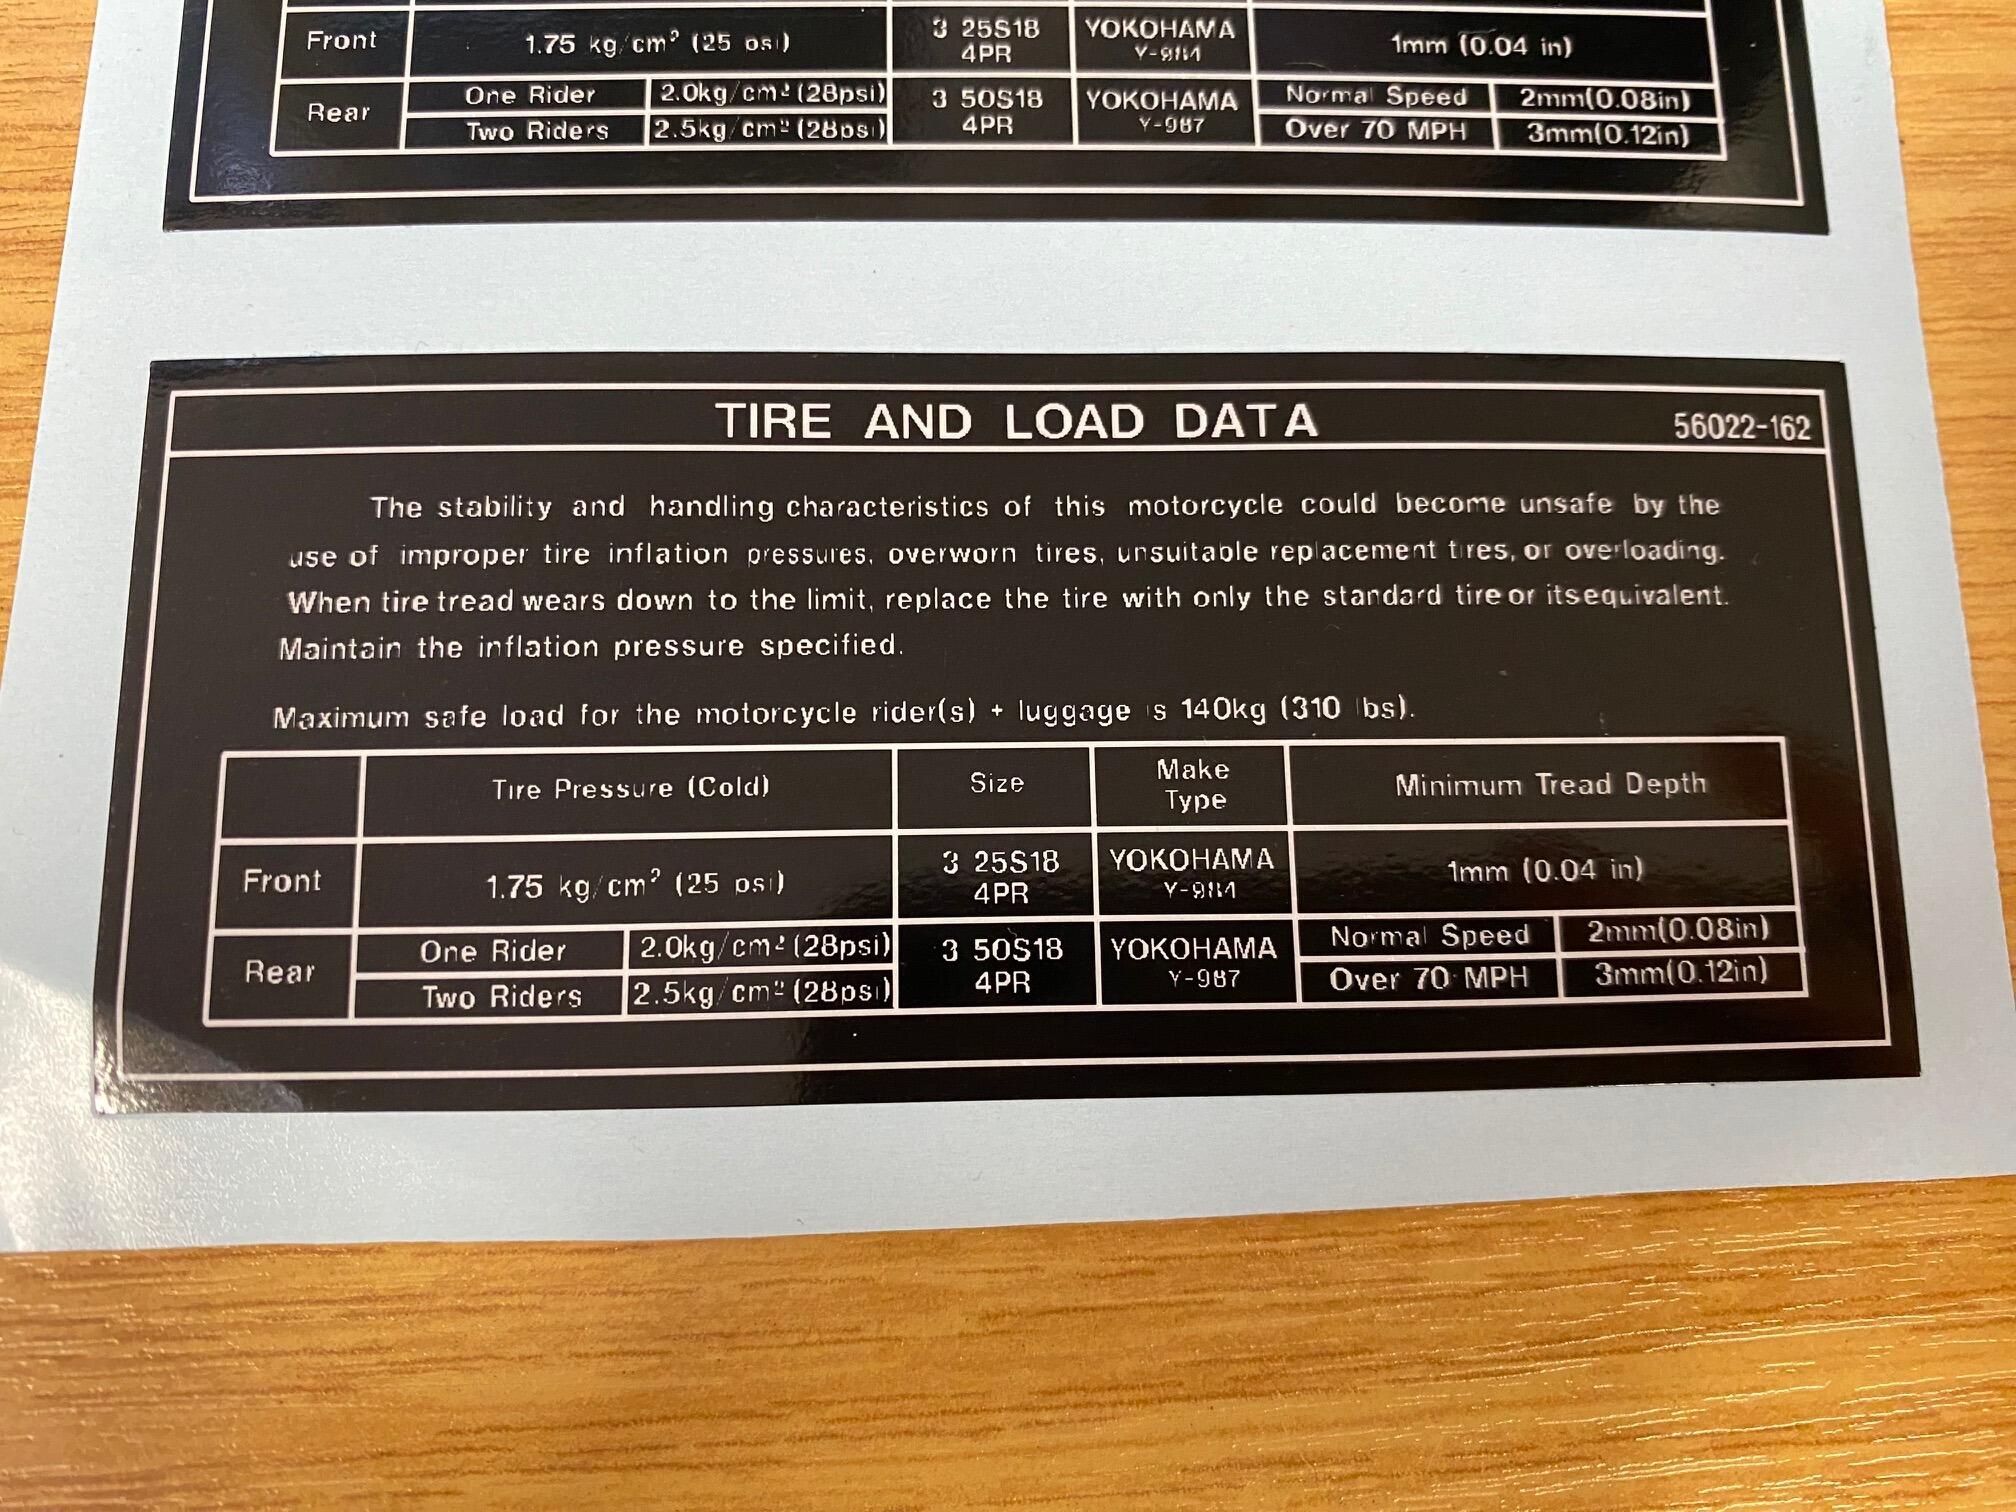 Front 1.75 kg/cm² (25 psi) 3 25S18 4PR YOKOHAMA 1mm (0.04 in)
Rear One Rider 2.0kg/cm² (28psi) 3 50S18 4PR YOKOHAMA Y-987 Normal Speed 2mm(0.08in)
Two Riders 2.5kg/cm² (28psi) Over 70 MPH 3mm(0.12in)
TIRE AND LOAD DATA 56022-162
The stability and handling characteristics of this motorcycle could become unsafe by the
use of improper tire inflation pressures, overworn tires, unsuitable replacement tires, or overloading.
When tire tread wears down to the limit, replace the tire with only the standard tire or itsequivalent.
Maintain the inflation pressure specified.
Maximum safe load for the motorcycle rider(s) + luggage is 140kg (310 lbs).
Tire Pressure (Cold) Size Make Type Minimum Tread Depth
Front 1.75 kg/cm² (25 psi) 3 25S18 4PR YOKOHAMA 1mm (0.04 in)
Rear One Rider 2.0kg/cm² (28psi) 3 50S18 4PR YOKOHAMA Y-987 Normal Speed 2mm(0.08in)
Two Riders 2.5kg/cm² (28psi) Over 70 MPH 3mm(0.12in)